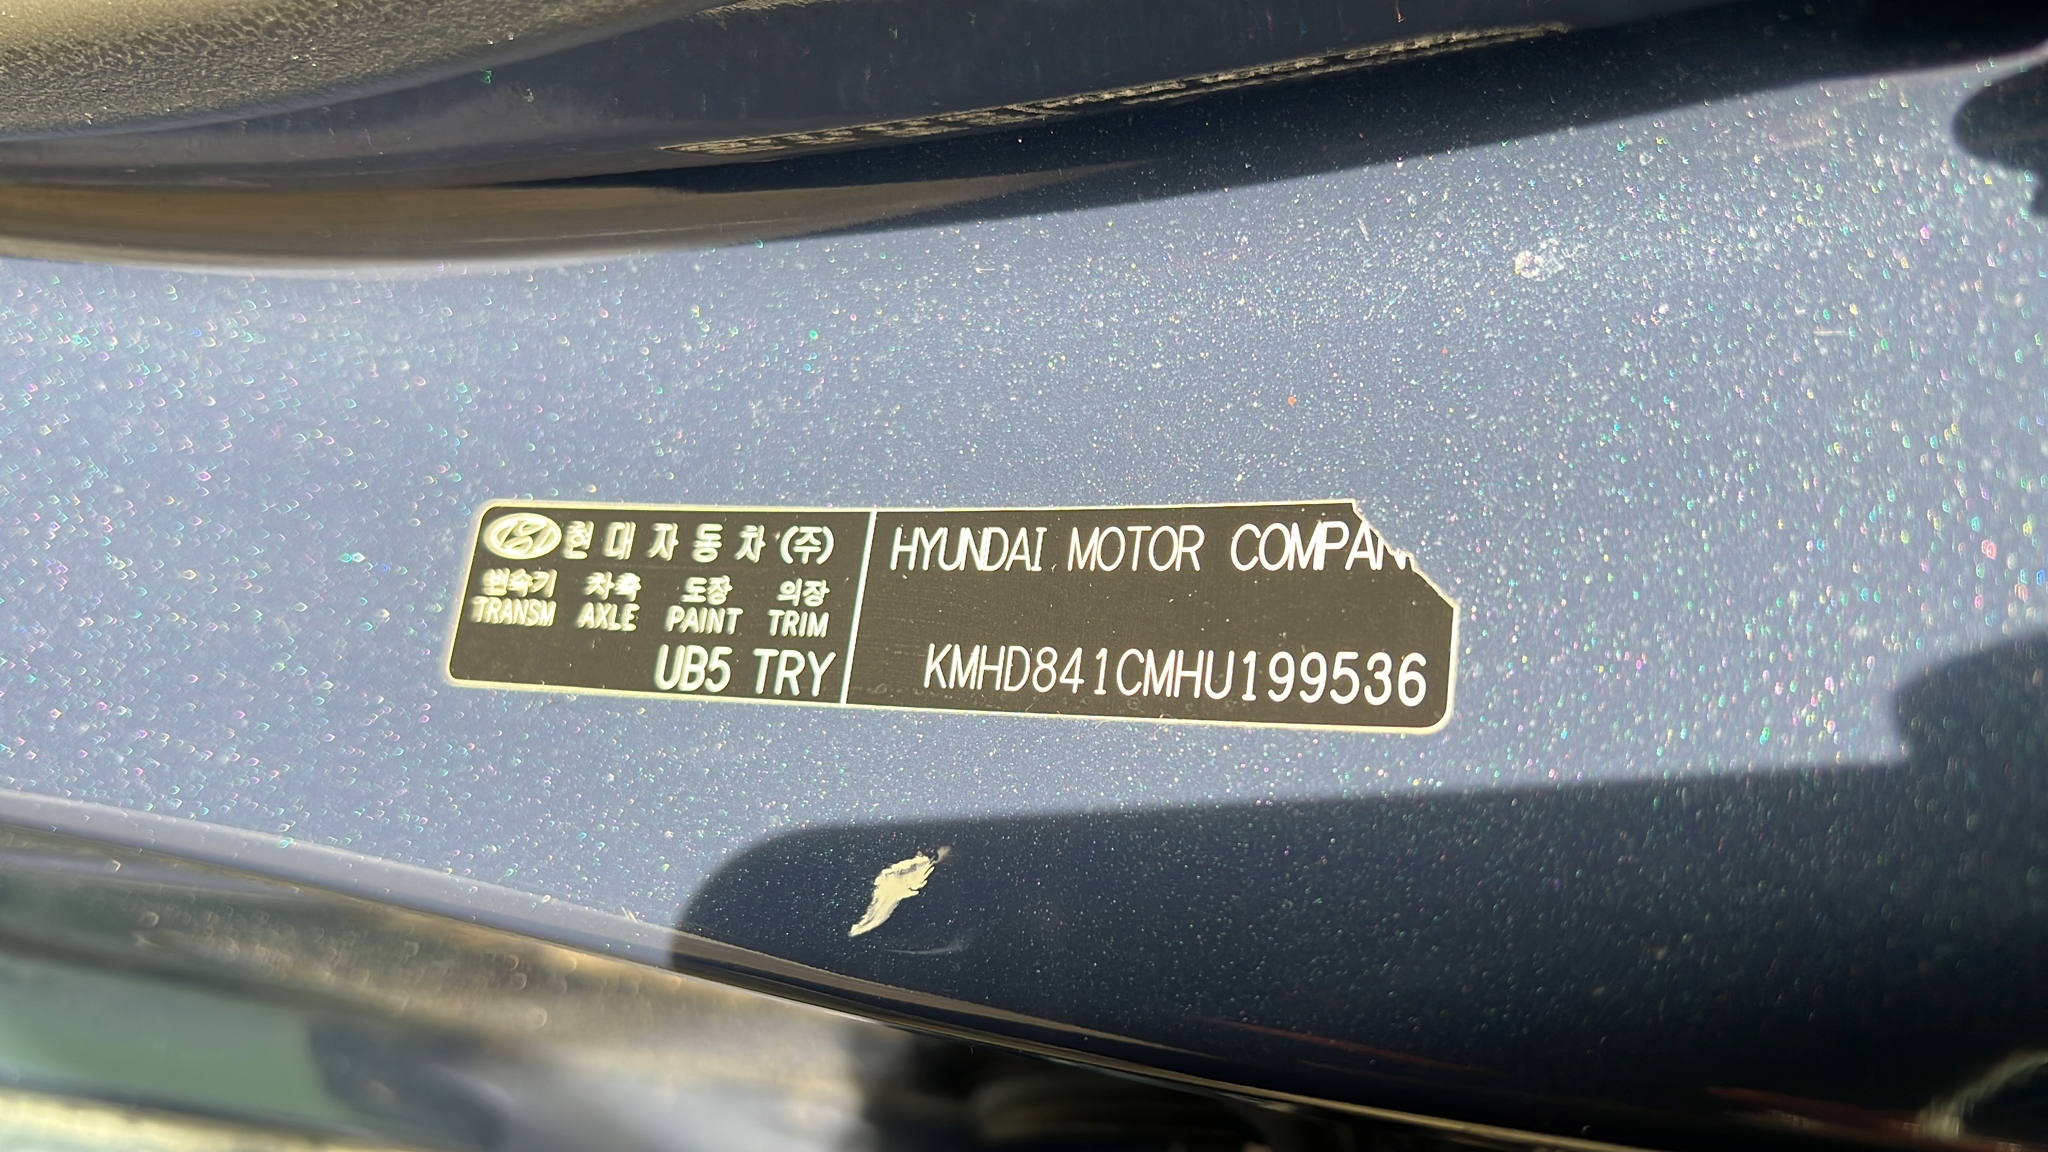 현대자동차(주)
변속기 차축 도장 의장
TRANSM AXLE PAINT TRIM
UB5 TRY
HYUNDAI MOTOR COMPAN
KMHD841CMHU199536